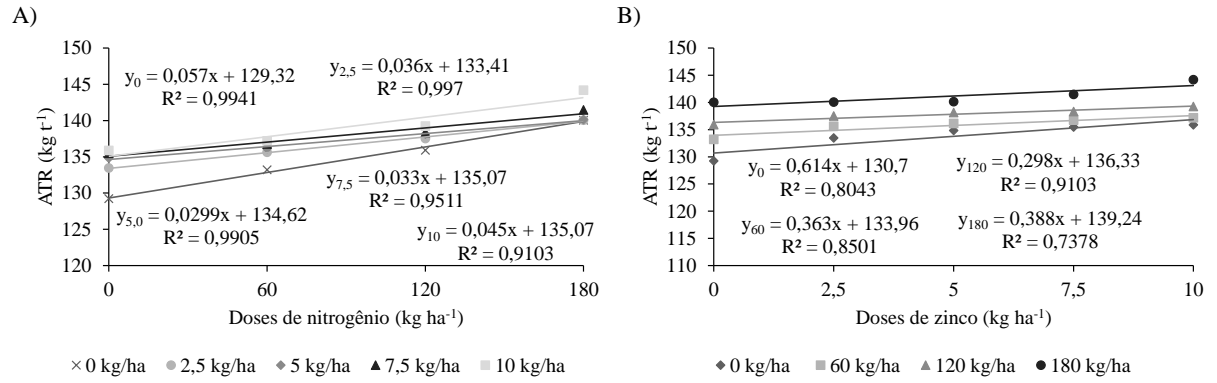 A)
ATR (kg t⁻¹)
150
145
140
135
130
125
120
y₀ = 0,057x + 129,32
R² = 0,9941
y₂,₅ = 0,036x + 133,41
R² = 0,997
y₇,₅ = 0,033x + 135,07
R² = 0,9511
y₅,₀ = 0,0299x + 134,62
R² = 0,9905
y₁₀ = 0,045x + 135,07
R² = 0,9103
0 60 120 180
Doses de nitrogênio (kg ha⁻¹)
0 kg/ha 2,5 kg/ha 5 kg/ha 7,5 kg/ha 10 kg/ha
B)
ATR (kg t⁻¹)
150
145
140
135
130
125
120
115
110
y₀ = 0,614x + 130,7
R² = 0,8043
y₁₂₀ = 0,298x + 136,33
R² = 0,9103
y₆₀ = 0,363x + 133,96
R² = 0,8501
y₁₈₀ = 0,388x + 139,24
R² = 0,7378
0 2,5 5 7,5 10
Doses de zinco (kg ha⁻¹)
0 kg/ha 60 kg/ha 120 kg/ha 180 kg/ha